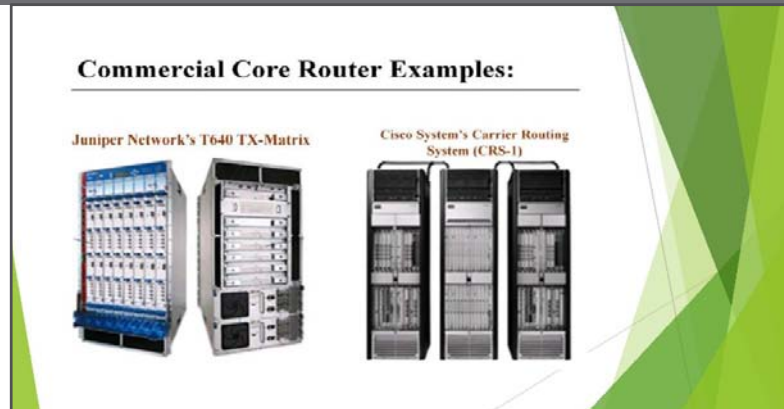 Commercial Core Router Examples:
Juniper Network's T640 TX-Matrix
Cisco System's Carrier Routing
System (CRS-1)